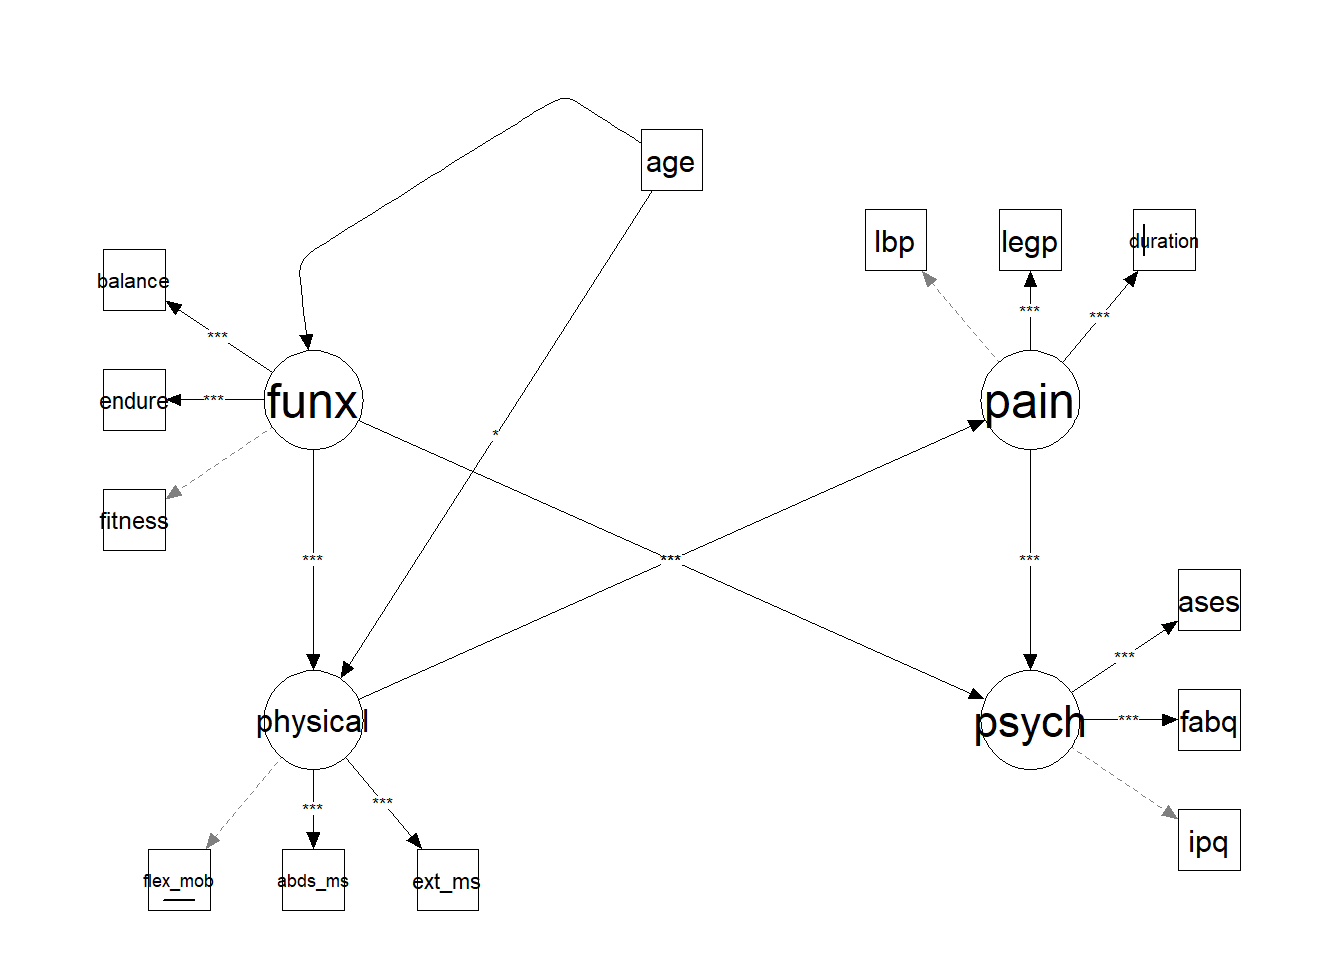 age
lbp
legp
duration
balance
***
***
***
endure
***
funx
pain
*
fitness
***
***
***
ases
***
physical
psych
***
fabq
***
***
ipq
flex_mob
abds_ms
ext_ms